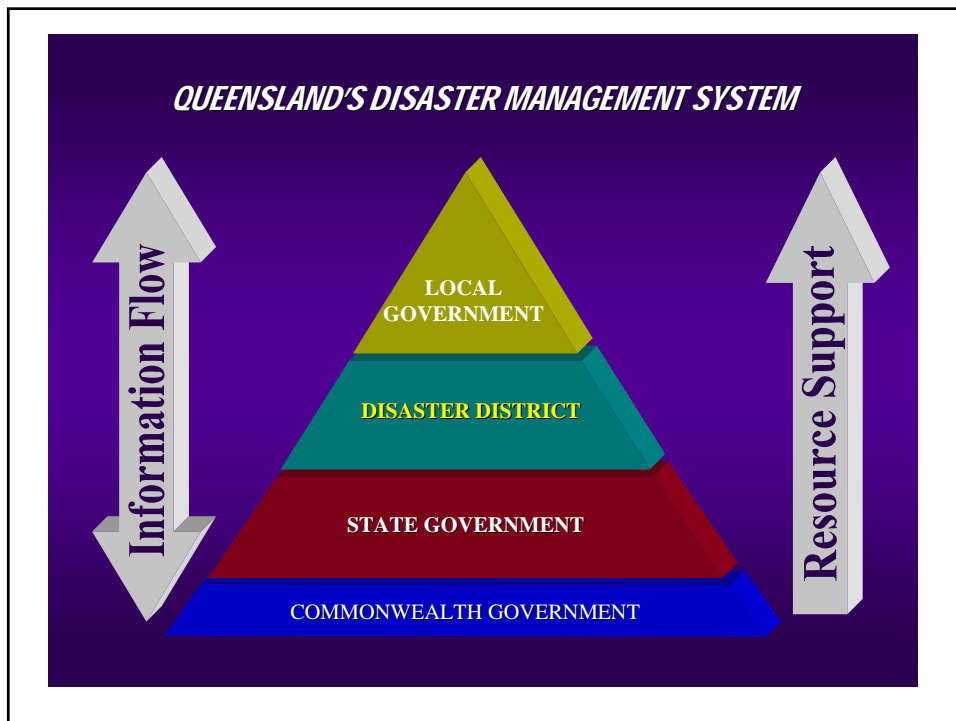 QUEENSLAND'S DISASTER MANAGEMENT SYSTEM
Information Flow
LOCAL
GOVERNMENT
DISASTER DISTRICT
STATE GOVERNMENT
COMMONWEALTH GOVERNMENT
Resource Support